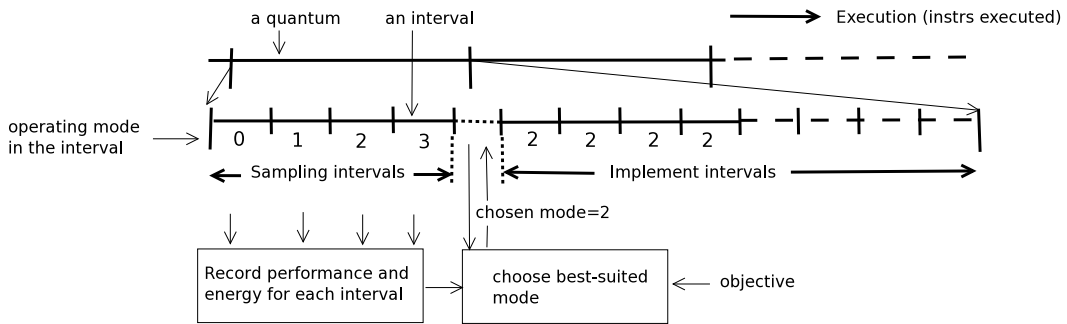 a quantum
an interval
Execution (instrs executed)
operating mode
in the interval
0 1 2 3 2 2 2 2
Sampling intervals
Implement intervals
chosen mode=2
Record performance and
energy for each interval
choose best-suited
mode
objective